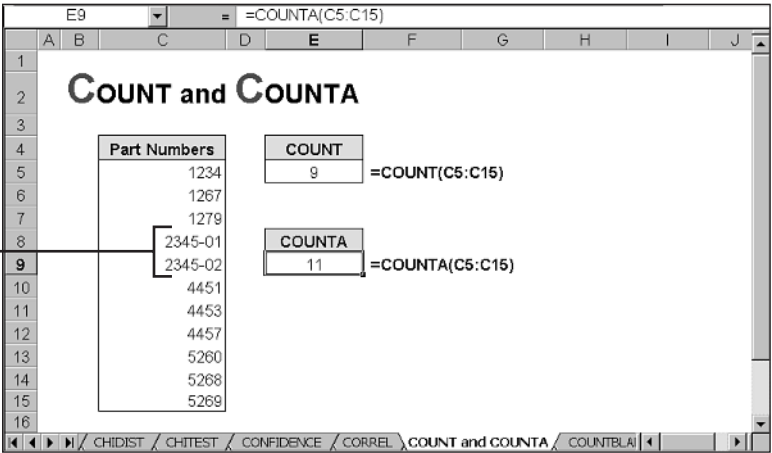 E9 = =COUNTA(C5:C15)
A B C D E F G H I J
1
2 COUNT and COUNTA
3
4 Part Numbers COUNT
5 1234 9 =COUNT(C5:C15)
6 1267
7 1279
8 2345-01 COUNTA
9 2345-02 11 =COUNTA(C5:C15)
10 4451
11 4453
12 4457
13 5260
14 5268
15 5269
16
CHIDIST CHITEST CONFIDENCE CORREL COUNT and COUNTA COUNTBLA